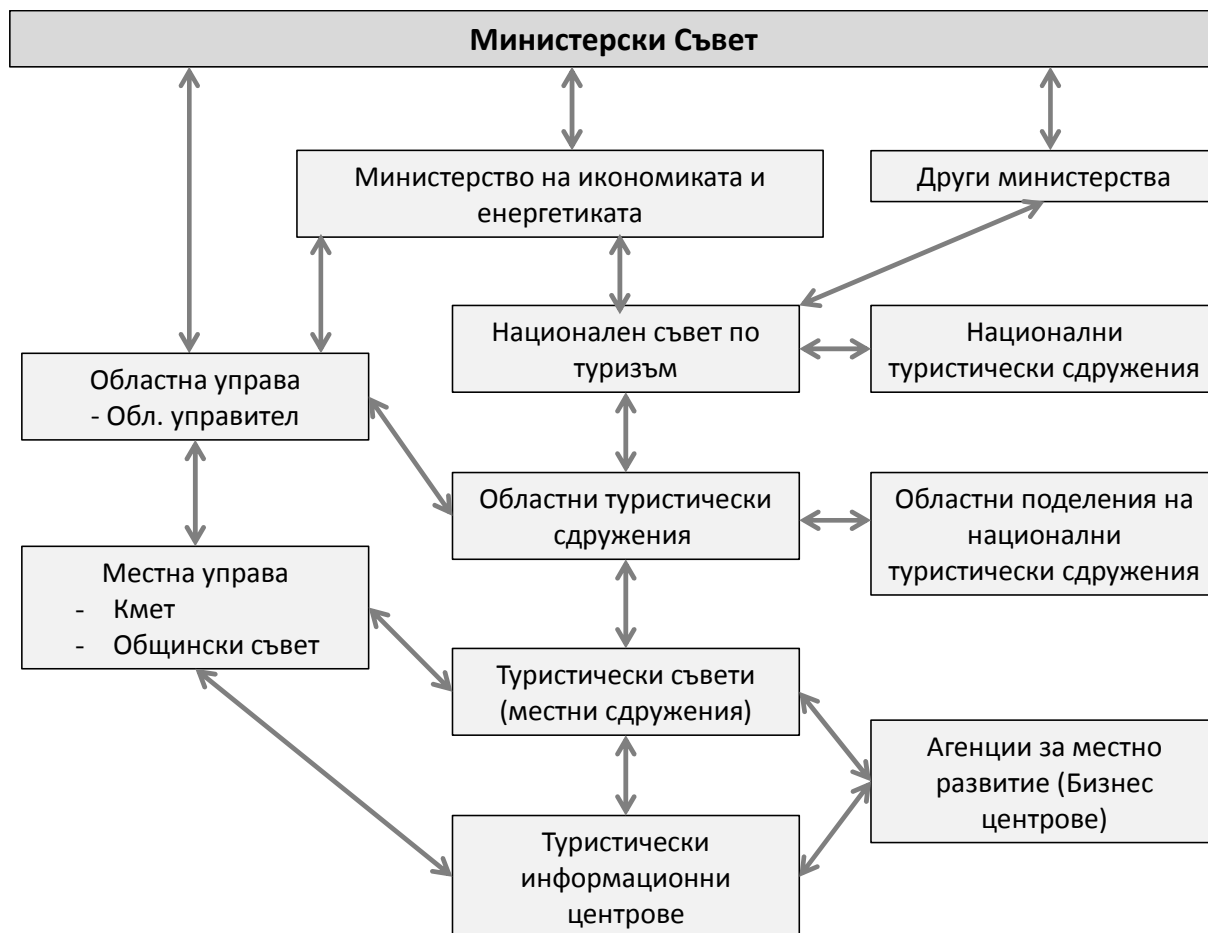 Министерски Съвет
Министерство на икономиката и
енергетиката
Други министерства
Национален съвет по
туризъм
Национални
туристически сдружения
Областна управа
- Обл. управител
Областни туристически
сдружения
Областни поделения на
национални
туристически сдружения
Местна управа
- Кмет
- Общински съвет
Туристически съвети
(местни сдружения)
Агенции за местно
развитие (Бизнес
центрове)
Туристически
информационни
центрове